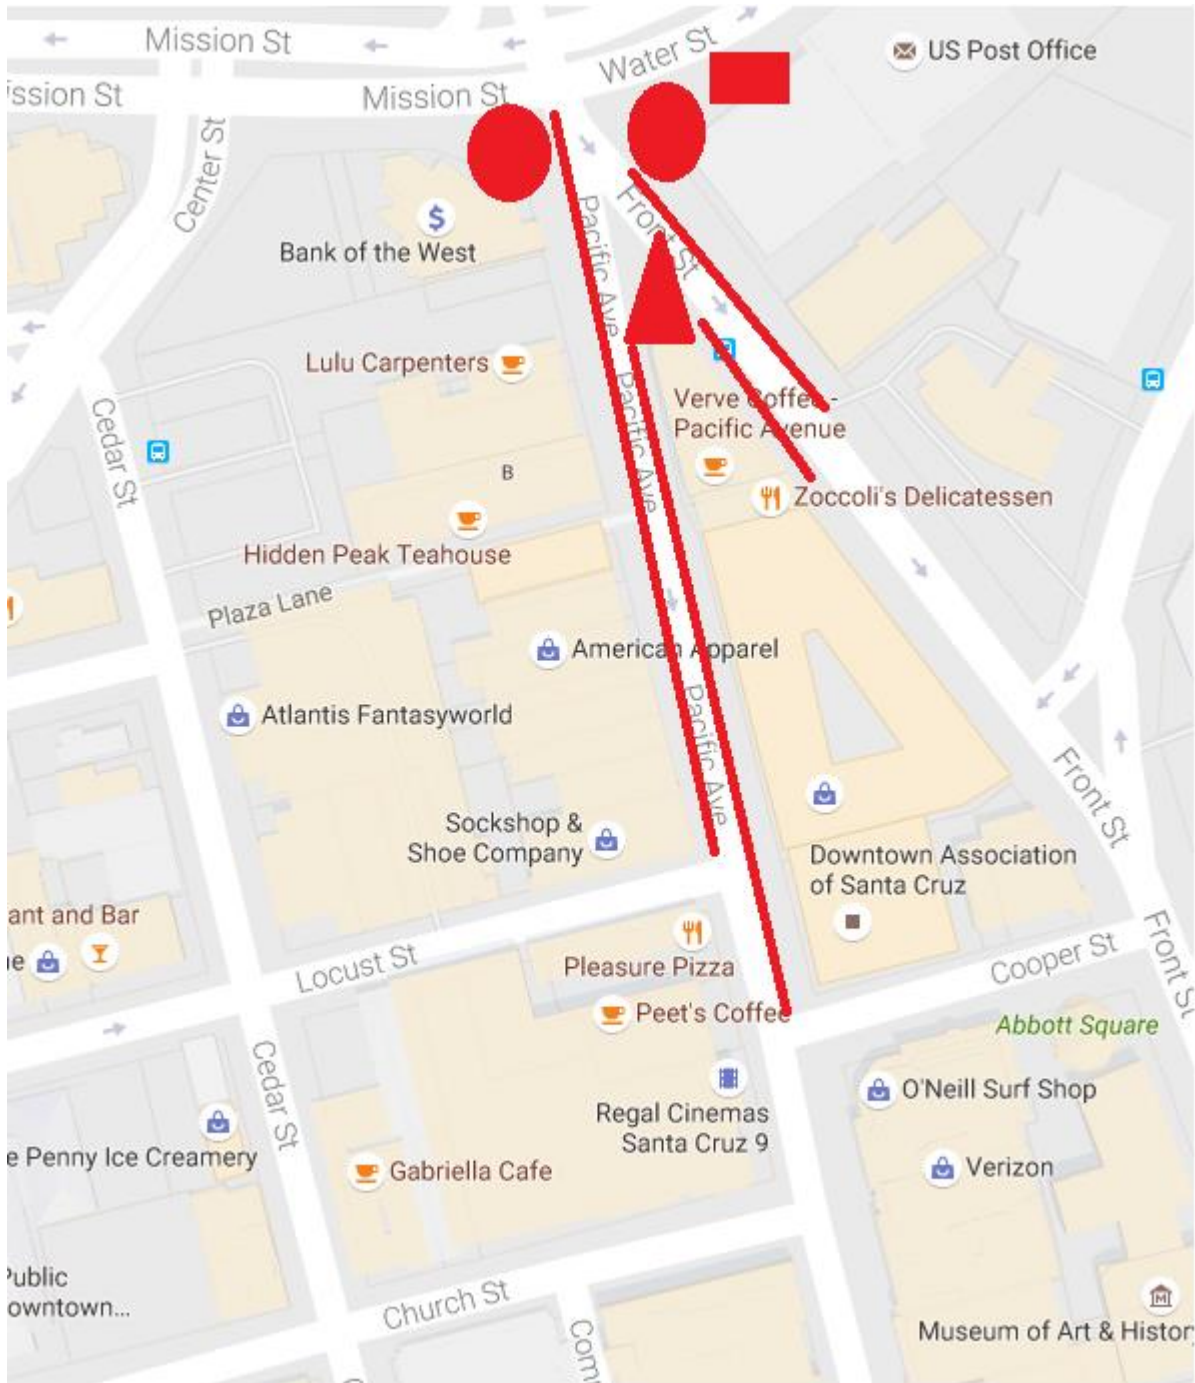 Mission St
Water St
US Post Office
ission St
Mission St
Center St
Pacific Ave
Front St
Bank of the West
Lulu Carpenters
Verve Coffee -
Pacific Avenue
Pacific Ave
Cedar St
B
Zoccoli's Delicatessen
Hidden Peak Teahouse
Plaza Lane
American Apparel
Atlantis Fantasyworld
Pacific Ave
Front St
Sockshop &
Shoe Company
Downtown Association
of Santa Cruz
ant and Bar
e
Front St
Cooper St
Locust St
Pleasure Pizza
Peet's Coffee
Abbott Square
Cedar St
O'Neill Surf Shop
Regal Cinemas
Santa Cruz 9
e Penny Ice Creamery
Gabriella Cafe
Verizon
Public
owntown...
Church St
Museum of Art & Histor